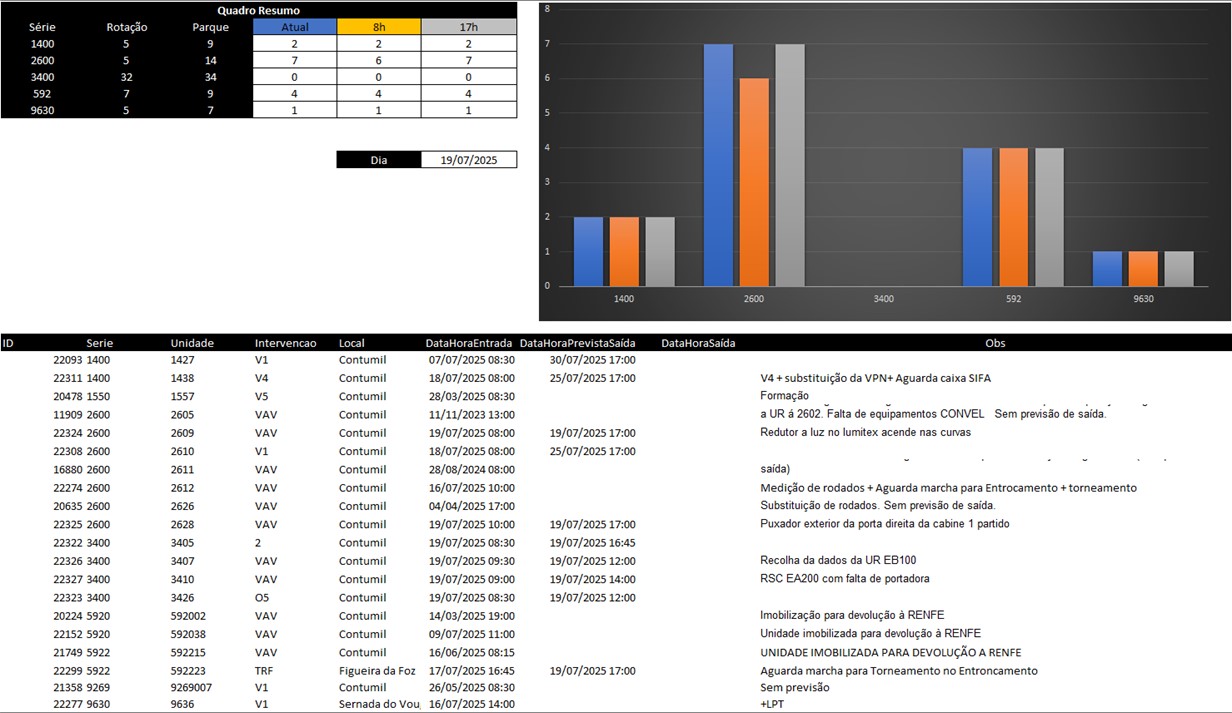 Quadro Resumo
Série Rotação Parque Atual 8h 17h
1400 5 9 2 2 2
2600 5 14 7 6 7
3400 32 34 0 0 0
592 7 9 4 4 4
9630 5 7 1 1 1
Dia 19/07/2025
8
7
6
5
4
3
2
1
0
1400 2600 3400 592 9630
ID Serie Unidade Intervencao Local DataHoraEntrada DataHoraPrevistaSaída DataHoraSaída Obs
22093 1400 1427 V1 Contumil 07/07/2025 08:30 30/07/2025 17:00
22311 1400 1438 V4 Contumil 18/07/2025 08:00 25/07/2025 17:00 V4 + substituição da VPN+ Aguarda caixa SIFA
20478 1550 1557 V5 Contumil 28/03/2025 08:30 Formação
11909 2600 2605 VAV Contumil 11/11/2023 13:00 a UR á 2602. Falta de equipamentos CONVEL Sem previsão de saída.
22324 2600 2609 VAV Contumil 19/07/2025 08:00 19/07/2025 17:00 Redutor a luz no lumitex acende nas curvas
22308 2600 2610 V1 Contumil 18/07/2025 08:00 25/07/2025 17:00
16880 2600 2611 VAV Contumil 28/08/2024 08:00 saída)
22274 2600 2612 VAV Contumil 16/07/2025 10:00 Medição de rodados + Aguarda marcha para Entrocamento + torneamento
20635 2600 2626 VAV Contumil 04/04/2025 17:00 Substituição de rodados. Sem previsão de saída.
22325 2600 2628 VAV Contumil 19/07/2025 10:00 19/07/2025 17:00 Puxador exterior da porta direita da cabine 1 partido
22322 3400 3405 2 Contumil 19/07/2025 08:30 19/07/2025 16:45
22326 3400 3407 VAV Contumil 19/07/2025 09:30 19/07/2025 12:00 Recolha da dados da UR EB100
22327 3400 3410 VAV Contumil 19/07/2025 09:00 19/07/2025 14:00 RSC EA200 com falta de portadora
22323 3400 3426 O5 Contumil 19/07/2025 08:30 19/07/2025 12:00
20224 5920 592002 VAV Contumil 14/03/2025 19:00 Imobilização para devolução à RENFE
22152 5920 592038 VAV Contumil 09/07/2025 11:00 Unidade imobilizada para devolução à RENFE
21749 5922 592215 VAV Contumil 16/06/2025 08:15 UNIDADE IMOBILIZADA PARA DEVOLUÇÃO A RENFE
22299 5922 592223 TRF Figueira da Foz 17/07/2025 16:45 19/07/2025 17:00 Aguarda marcha para Torneamento no Entroncamento
21358 9269 9269007 V1 Contumil 26/05/2025 08:30 Sem previsão
22277 9630 9636 V1 Sernada do Vou 16/07/2025 14:00 +LPT